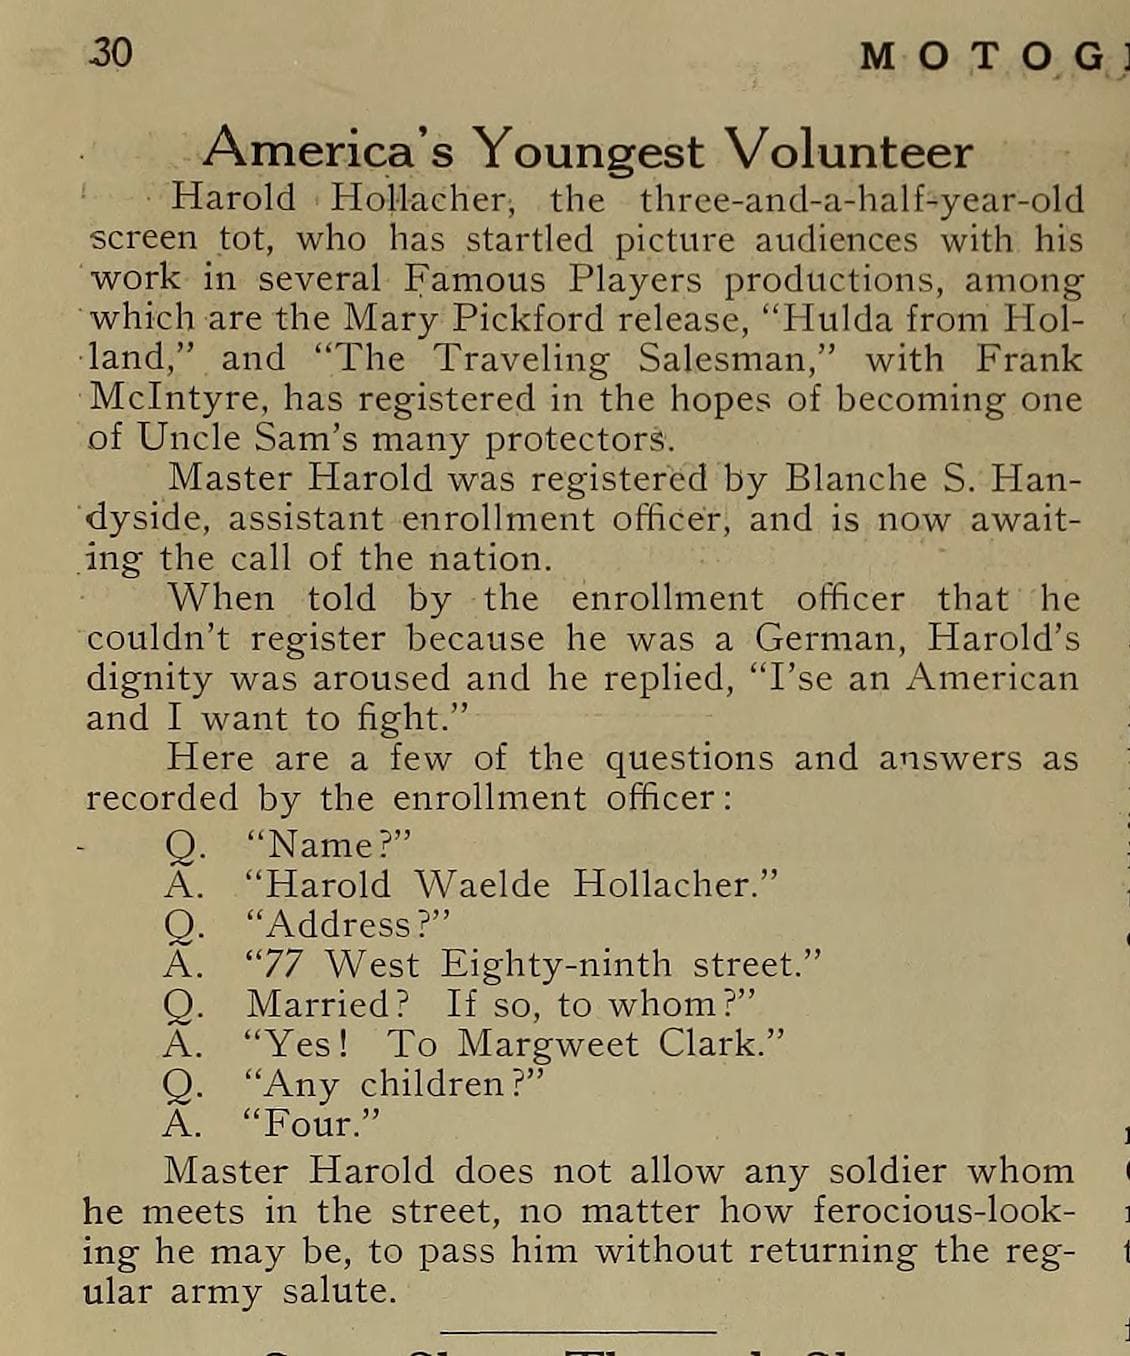 30
MOTOG
America's Youngest Volunteer
Harold Hollacher, the three-and-a-half-year-old
screen tot, who has startled picture audiences with his
work in several Famous Players productions, among
which are the Mary Pickford release, “Hulda from Hol-
land,” and “The Traveling Salesman,” with Frank
McIntyre, has registered in the hopes of becoming one
of Uncle Sam's many protectors.
Master Harold was registered by Blanche S. Han-
dyside, assistant enrollment officer, and is now await-
ing the call of the nation.
When told by the enrollment officer that he
couldn't register because he was a German, Harold's
dignity was aroused and he replied, “I'se an American
and I want to fight.”
Here are a few of the questions and answers as
recorded by the enrollment officer:
Q. “Name?”
A. “Harold Waelde Hollacher.”
Q. “Address?”
A. “77 West Eighty-ninth street.”
Q. Married? If so, to whom?”
A. “Yes! To Margweet Clark.”
Q. “Any children?”
A. “Four.”
Master Harold does not allow any soldier whom
he meets in the street, no matter how ferocious-look-
ing he may be, to pass him without returning the reg-
ular army salute.